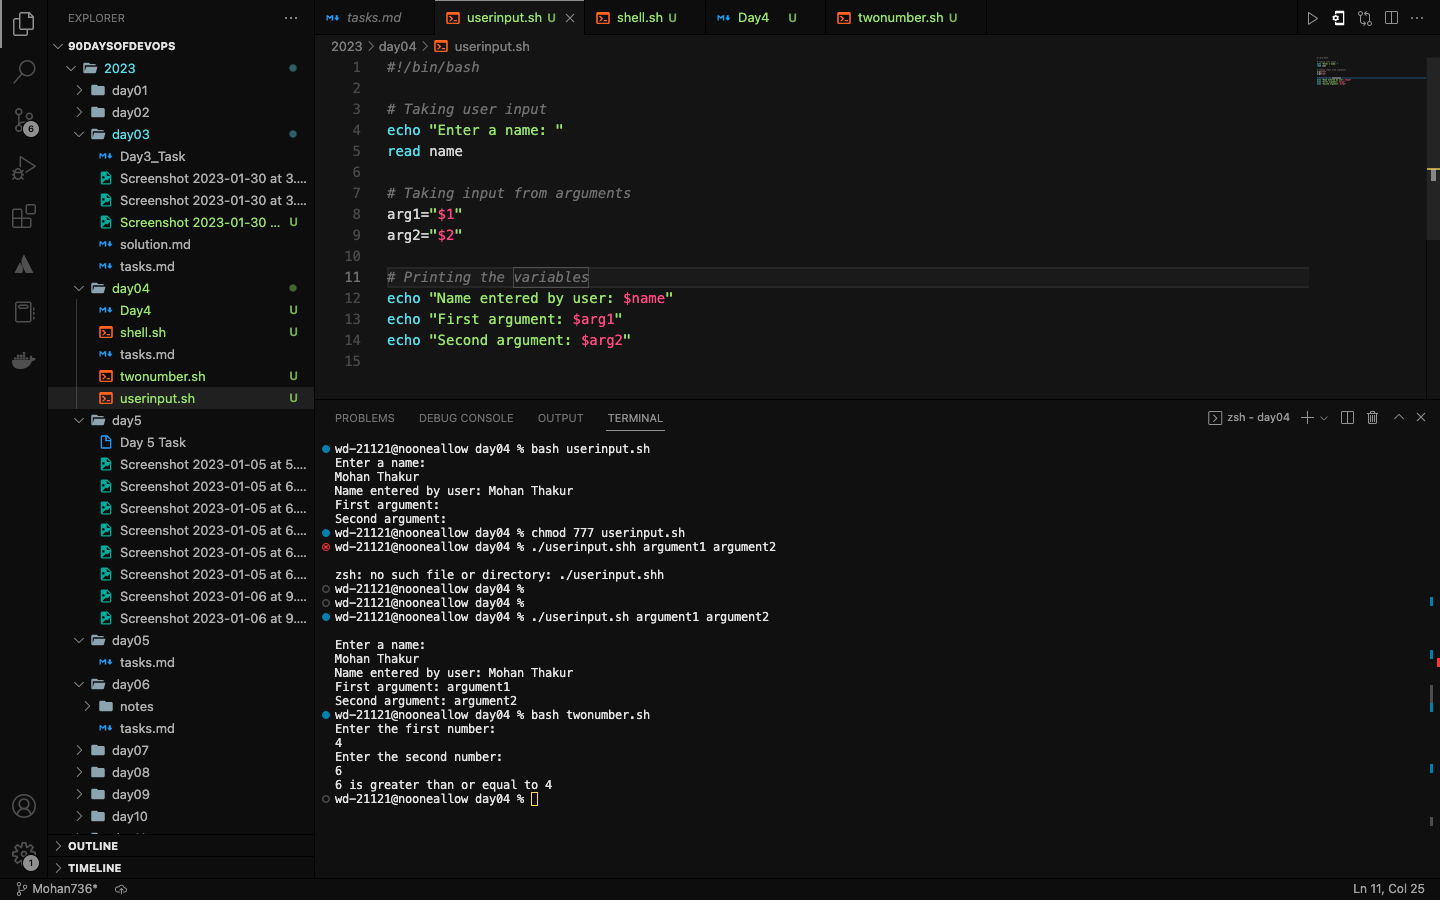 EXPLORER
90DAYSOFDEVOPS
2023
day01
day02
day03
Day3_Task
Screenshot 2023-01-30 at 3....
Screenshot 2023-01-30 at 3....
Screenshot 2023-01-30 ... U
solution.md
tasks.md
day04
Day4 U
shell.sh U
tasks.md
twonumber.sh U
userinput.sh U
day5
Day 5 Task
Screenshot 2023-01-05 at 5....
Screenshot 2023-01-05 at 6....
Screenshot 2023-01-05 at 6....
Screenshot 2023-01-05 at 6....
Screenshot 2023-01-05 at 6....
Screenshot 2023-01-05 at 6....
Screenshot 2023-01-06 at 9....
Screenshot 2023-01-06 at 9....
day05
tasks.md
day06
notes
tasks.md
day07
day08
day09
day10
OUTLINE
TIMELINE
6
1
tasks.md userinput.sh U shell.sh U Day4 U twonumber.sh U
2023 > day04 > userinput.sh
1 #!/bin/bash
2
3 # Taking user input
4 echo "Enter a name: "
5 read name
6
7 # Taking input from arguments
8 arg1="$1"
9 arg2="$2"
10
11 # Printing the variables
12 echo "Name entered by user: $name"
13 echo "First argument: $arg1"
14 echo "Second argument: $arg2"
15
PROBLEMS DEBUG CONSOLE OUTPUT TERMINAL zsh - day04
wd-21121@nooneallow day04 % bash userinput.sh
Enter a name:
Mohan Thakur
Name entered by user: Mohan Thakur
First argument:
Second argument:
wd-21121@nooneallow day04 % chmod 777 userinput.sh
wd-21121@nooneallow day04 % ./userinput.shh argument1 argument2
zsh: no such file or directory: ./userinput.shh
wd-21121@nooneallow day04 %
wd-21121@nooneallow day04 %
wd-21121@nooneallow day04 % ./userinput.sh argument1 argument2
Enter a name:
Mohan Thakur
Name entered by user: Mohan Thakur
First argument: argument1
Second argument: argument2
wd-21121@nooneallow day04 % bash twonumber.sh
Enter the first number:
4
Enter the second number:
6
6 is greater than or equal to 4
wd-21121@nooneallow day04 %
Mohan736* Ln 11, Col 25